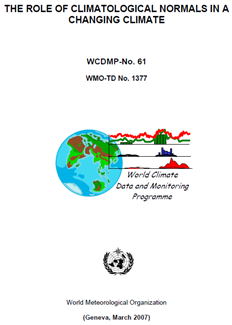 THE ROLE OF CLIMATOLOGICAL NORMALS IN A
CHANGING CLIMATE
WCDMP-No. 61
WMO-TD No. 1377
World Climate
Data and Monitoring
Programme
World Meteorological Organization
(Geneva, March 2007)